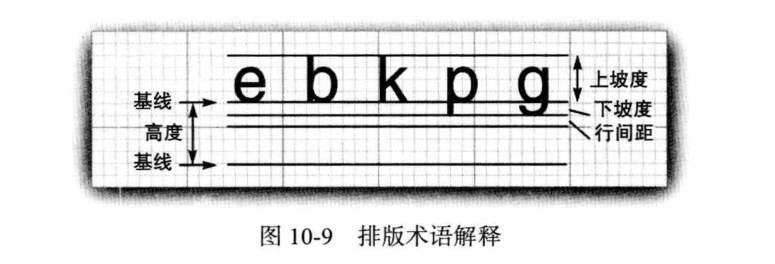 e b k p g
上坡度
基线
下坡度
高度
行间距
基线
图 10-9 排版术语解释